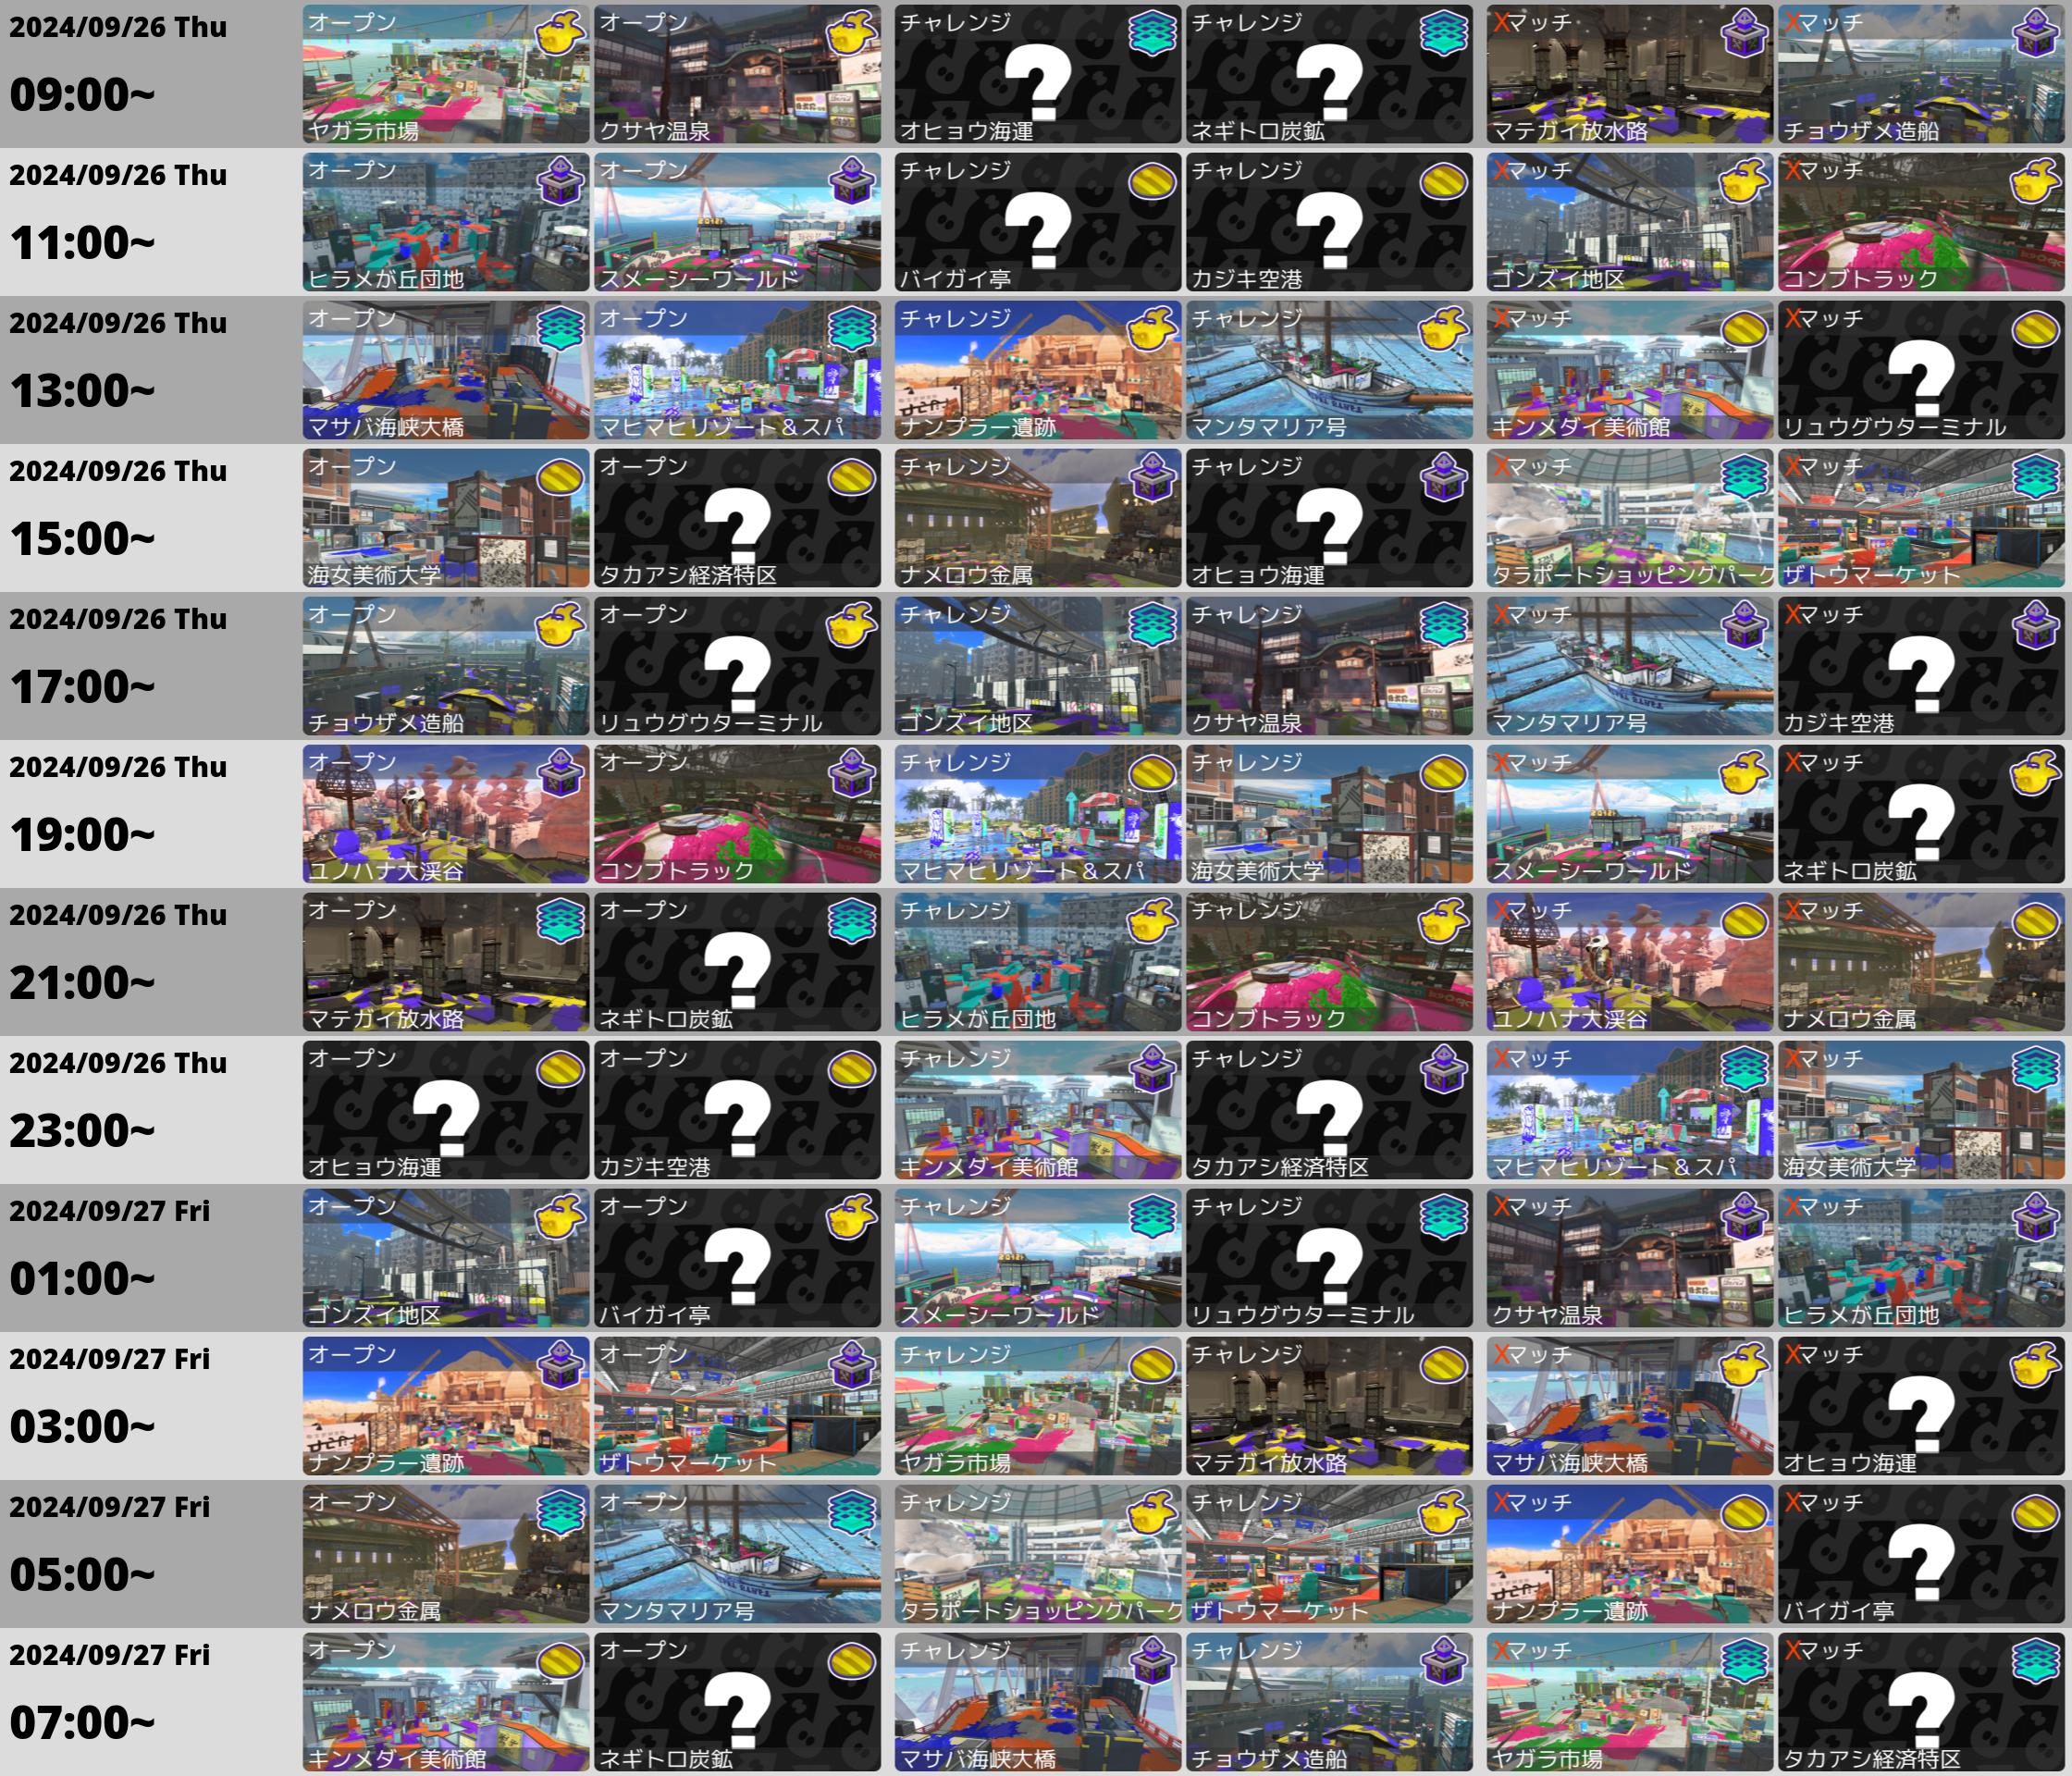 2024/09/26 Thu
09:00~
オープン オープン チャレンジ チャレンジ Xマッチ Xマッチ
ヤガラ市場 クサヤ温泉 オヒョウ海運 ネギトロ炭鉱 マテガイ放水路 チョウザメ造船
2024/09/26 Thu
11:00~
オープン オープン チャレンジ チャレンジ Xマッチ Xマッチ
ヒラメが丘団地 スメーシーワールド バイガイ亭 カジキ空港 ゴンズイ地区 コンブトラック
2024/09/26 Thu
13:00~
オープン オープン チャレンジ チャレンジ Xマッチ Xマッチ
マサバ海峡大橋 マヒマヒリゾート＆スパ ナンプラー遺跡 マンタマリア号 キンメダイ美術館 リュウグウターミナル
2024/09/26 Thu
15:00~
オープン オープン チャレンジ チャレンジ Xマッチ Xマッチ
海女美術大学 タカアシ経済特区 ナメロウ金属 オヒョウ海運 タラポートショッピングパーク ザトウマーケット
2024/09/26 Thu
17:00~
オープン オープン チャレンジ チャレンジ Xマッチ Xマッチ
チョウザメ造船 リュウグウターミナル ゴンズイ地区 クサヤ温泉 マンタマリア号 カジキ空港
2024/09/26 Thu
19:00~
オープン オープン チャレンジ チャレンジ Xマッチ Xマッチ
ユノハナ大渓谷 コンブトラック マヒマヒリゾート＆スパ 海女美術大学 スメーシーワールド ネギトロ炭鉱
2024/09/26 Thu
21:00~
オープン オープン チャレンジ チャレンジ Xマッチ Xマッチ
マテガイ放水路 ネギトロ炭鉱 ヒラメが丘団地 コンブトラック ユノハナ大渓谷 ナメロウ金属
2024/09/26 Thu
23:00~
オープン オープン チャレンジ チャレンジ Xマッチ Xマッチ
オヒョウ海運 カジキ空港 キンメダイ美術館 タカアシ経済特区 マヒマヒリゾート＆スパ 海女美術大学
2024/09/27 Fri
01:00~
オープン オープン チャレンジ チャレンジ Xマッチ Xマッチ
ゴンズイ地区 バイガイ亭 スメーシーワールド リュウグウターミナル クサヤ温泉 ヒラメが丘団地
2024/09/27 Fri
03:00~
オープン オープン チャレンジ チャレンジ Xマッチ Xマッチ
ナンプラー遺跡 ザトウマーケット ヤガラ市場 マテガイ放水路 マサバ海峡大橋 オヒョウ海運
2024/09/27 Fri
05:00~
オープン オープン チャレンジ チャレンジ Xマッチ Xマッチ
ナメロウ金属 マンタマリア号 タラポートショッピングパーク ザトウマーケット ナンプラー遺跡 バイガイ亭
2024/09/27 Fri
07:00~
オープン オープン チャレンジ チャレンジ Xマッチ Xマッチ
キンメダイ美術館 ネギトロ炭鉱 マサバ海峡大橋 チョウザメ造船 ヤガラ市場 タカアシ経済特区